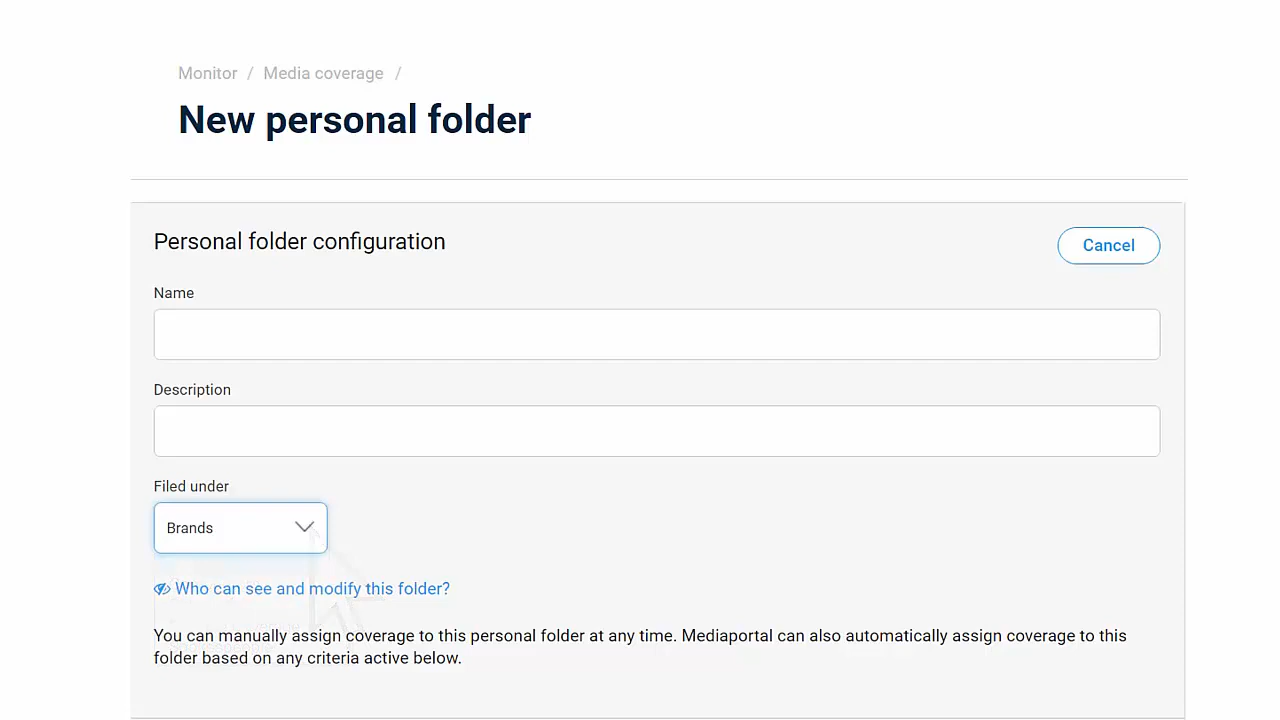 Monitor / Media coverage /
New personal folder
Personal folder configuration
Cancel
Name
Description
Filed under
Brands
Who can see and modify this folder?
You can manually assign coverage to this personal folder at any time. Mediaportal can also automatically assign coverage to this
folder based on any criteria active below.